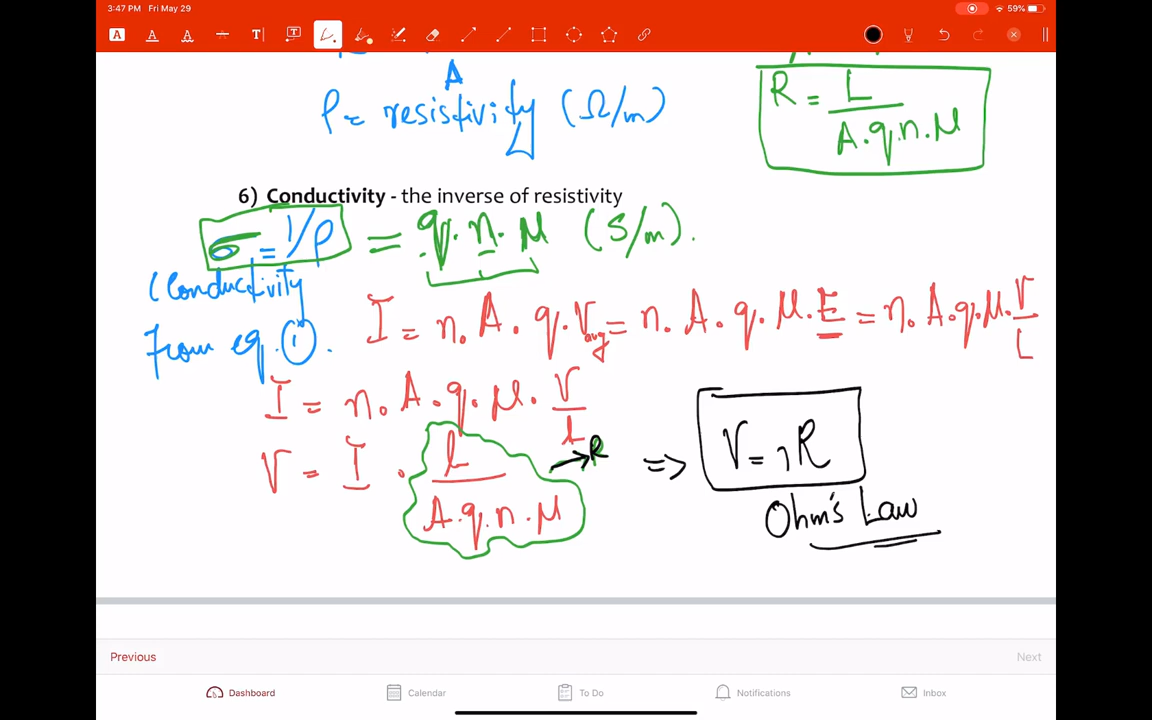 3:47 PM Fri May 29
59%
A
ρ = resistivity (Ω/m)
R = L / A.q.n.μ
6) Conductivity - the inverse of resistivity
σ = 1/ρ = q.n.μ (S/m).
(Conductivity
From eq. ①.
I = n.A.q.Vavg = n.A.q.μ.E = n.A.q.μ.V/L
I = n.A.q.μ.V/L
V = I . L / A.q.n.μ → R ⇒ V = IR
Ohm's Law
Previous
Next
Dashboard
Calendar
To Do
Notifications
Inbox